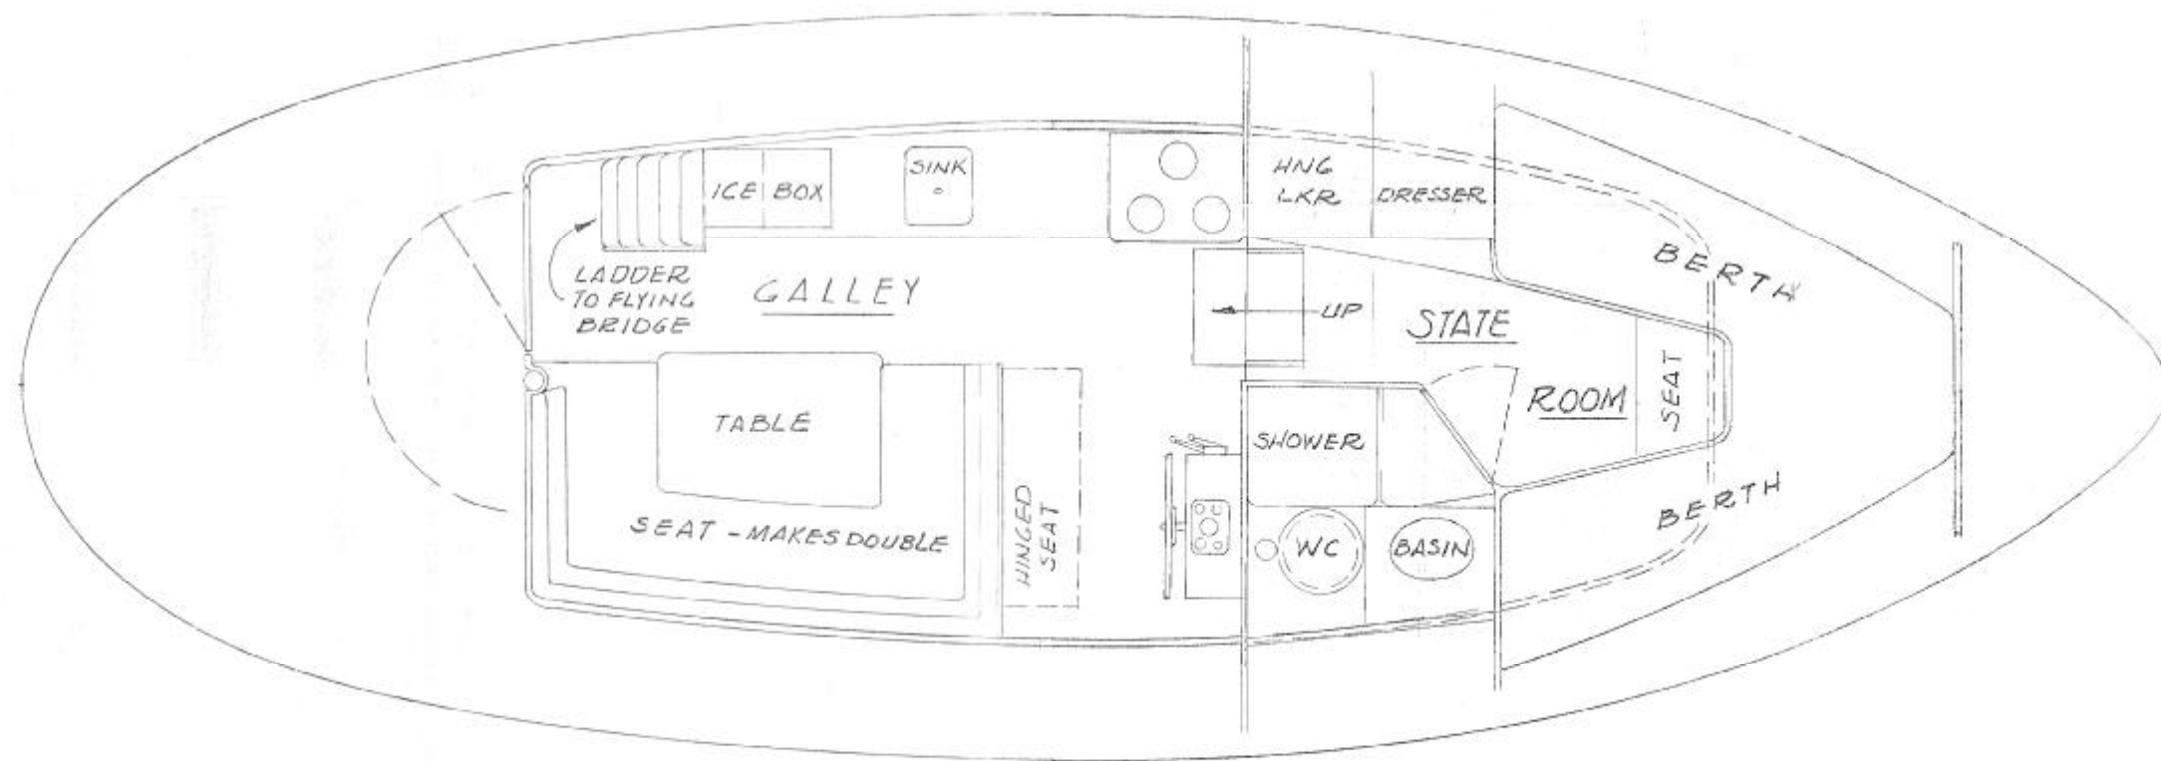 ICE BOX
SINK
HNG
LKR
DRESSER
LADDER
TO FLYING
BRIDGE
GALLEY
UP
STATE
ROOM
SEAT
BERTH
BERTH
TABLE
SEAT - MAKES DOUBLE
HINGED
SEAT
SHOWER
WC
BASIN